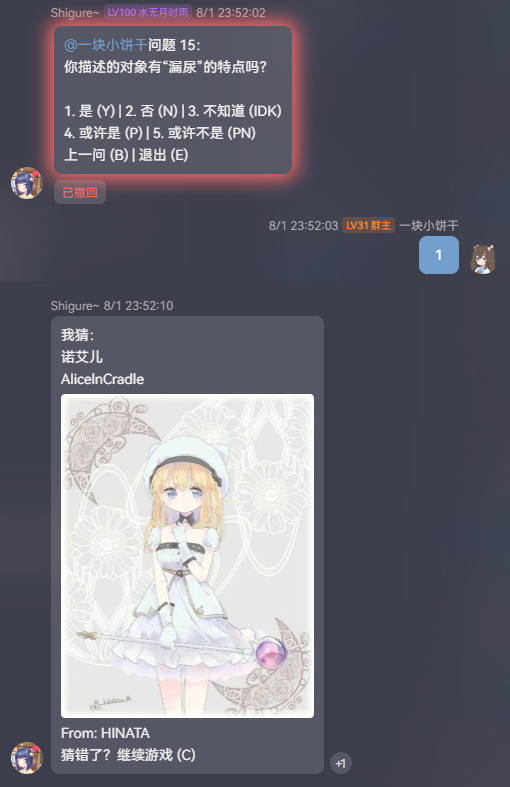 Shigure~ LV100 水无月时雨 8/1 23:52:02
@一块小饼干问题 15：
你描述的对象有“漏尿”的特点吗？
1. 是 (Y) | 2. 否 (N) | 3. 不知道 (IDK)
4. 或许是 (P) | 5. 或许不是 (PN)
上一问 (B) | 退出 (E)
已撤回
8/1 23:52:03 LV31 群主 一块小饼干
1
Shigure~ 8/1 23:52:10
我猜：
诺艾儿
AliceInCradle
From: HINATA
猜错了？继续游戏 (C)
+1